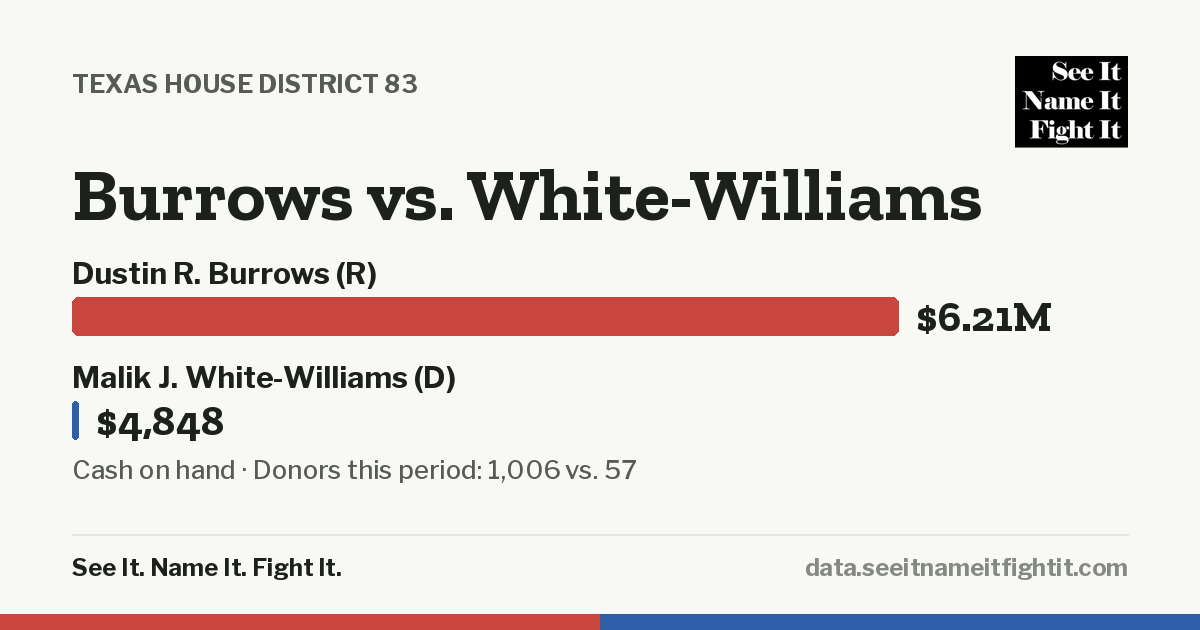 TEXAS HOUSE DISTRICT 83
See It
Name It
Fight It
Burrows vs. White-Williams
Dustin R. Burrows (R)
$6.21M
Malik J. White-Williams (D)
$4,848
Cash on hand · Donors this period: 1,006 vs. 57
See It. Name It. Fight It.
data.seeitnameitfightit.com